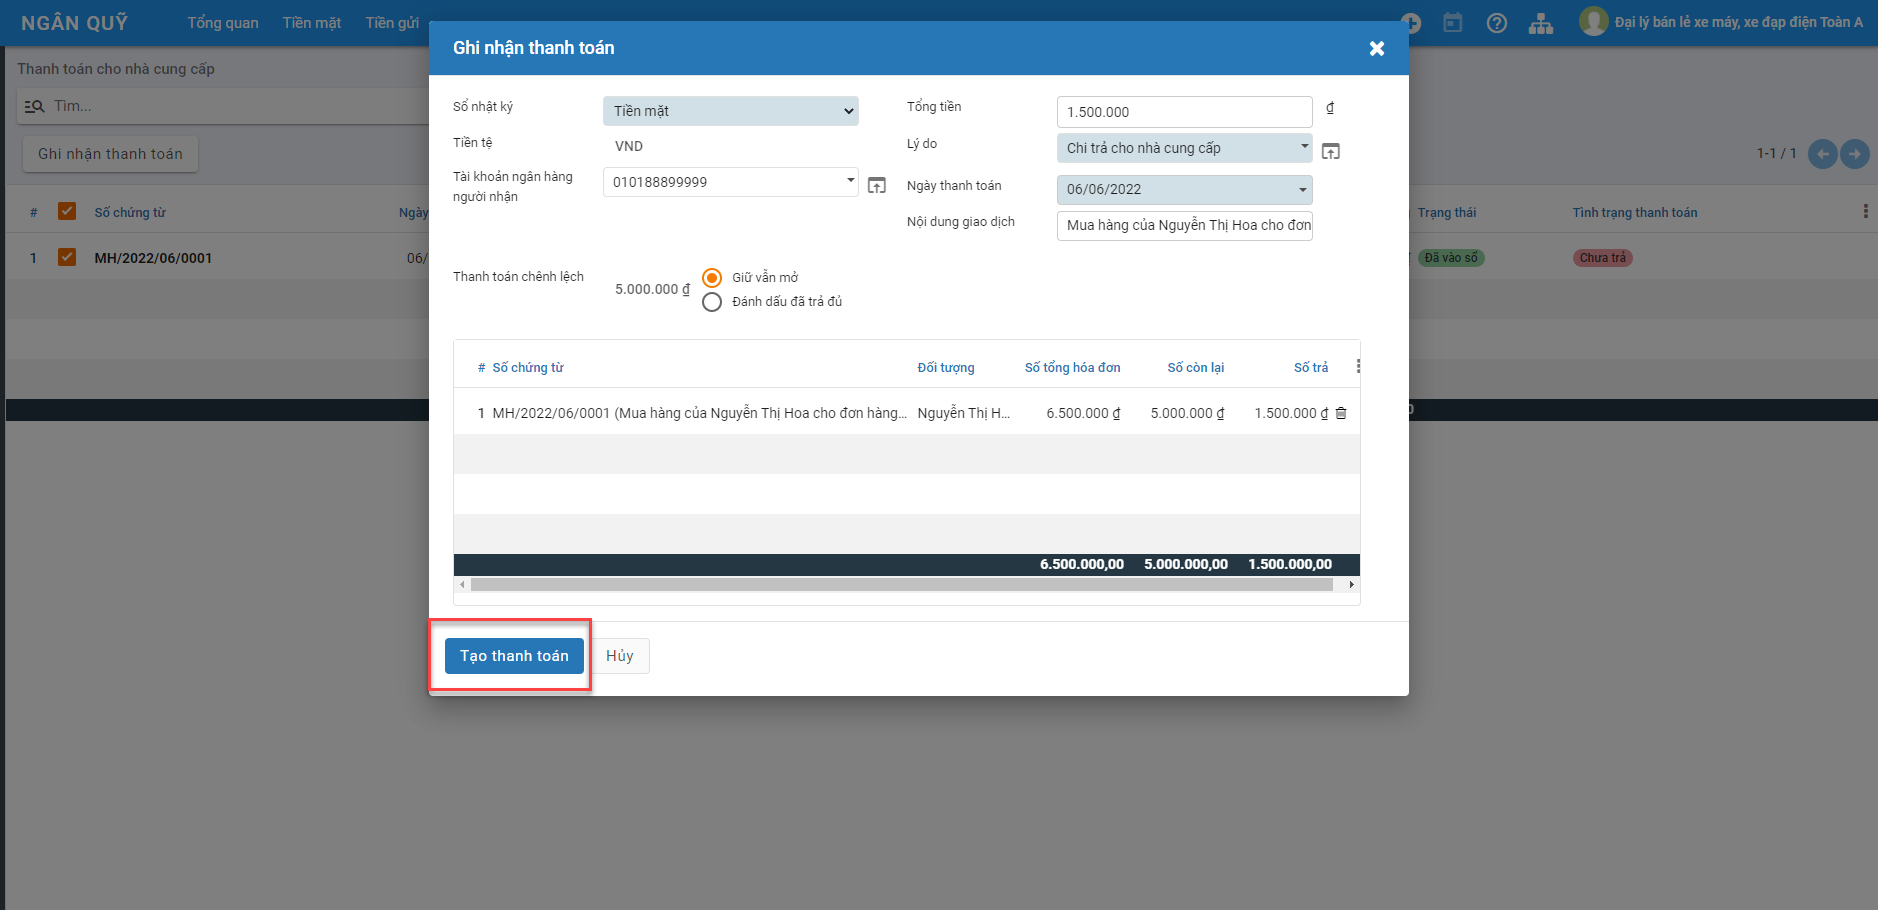 NGÂN QUỸ Tổng quan Tiền mặt Tiền gửi Đại lý bán lẻ xe máy, xe đạp điện Toàn A
Thanh toán cho nhà cung cấp
Tìm...
Ghi nhận thanh toán
1-1 / 1
# Số chứng từ Ngày Trạng thái Tình trạng thanh toán
1 MH/2022/06/0001 06/ Đã vào sổ Chưa trả
Ghi nhận thanh toán
Sổ nhật ký Tiền mặt Tổng tiền 1.500.000 ₫
Tiền tệ VND Lý do Chi trả cho nhà cung cấp
Tài khoản ngân hàng
người nhận 010188899999 Ngày thanh toán 06/06/2022
Nội dung giao dịch Mua hàng của Nguyễn Thị Hoa cho đơn
Thanh toán chênh lệch 5.000.000 ₫ Giữ vẫn mở
Đánh dấu đã trả đủ
# Số chứng từ Đối tượng Số tổng hóa đơn Số còn lại Số trả
1 MH/2022/06/0001 (Mua hàng của Nguyễn Thị Hoa cho đơn hàng... Nguyễn Thị H... 6.500.000 ₫ 5.000.000 ₫ 1.500.000 ₫
6.500.000,00 5.000.000,00 1.500.000,00
Tạo thanh toán Hủy